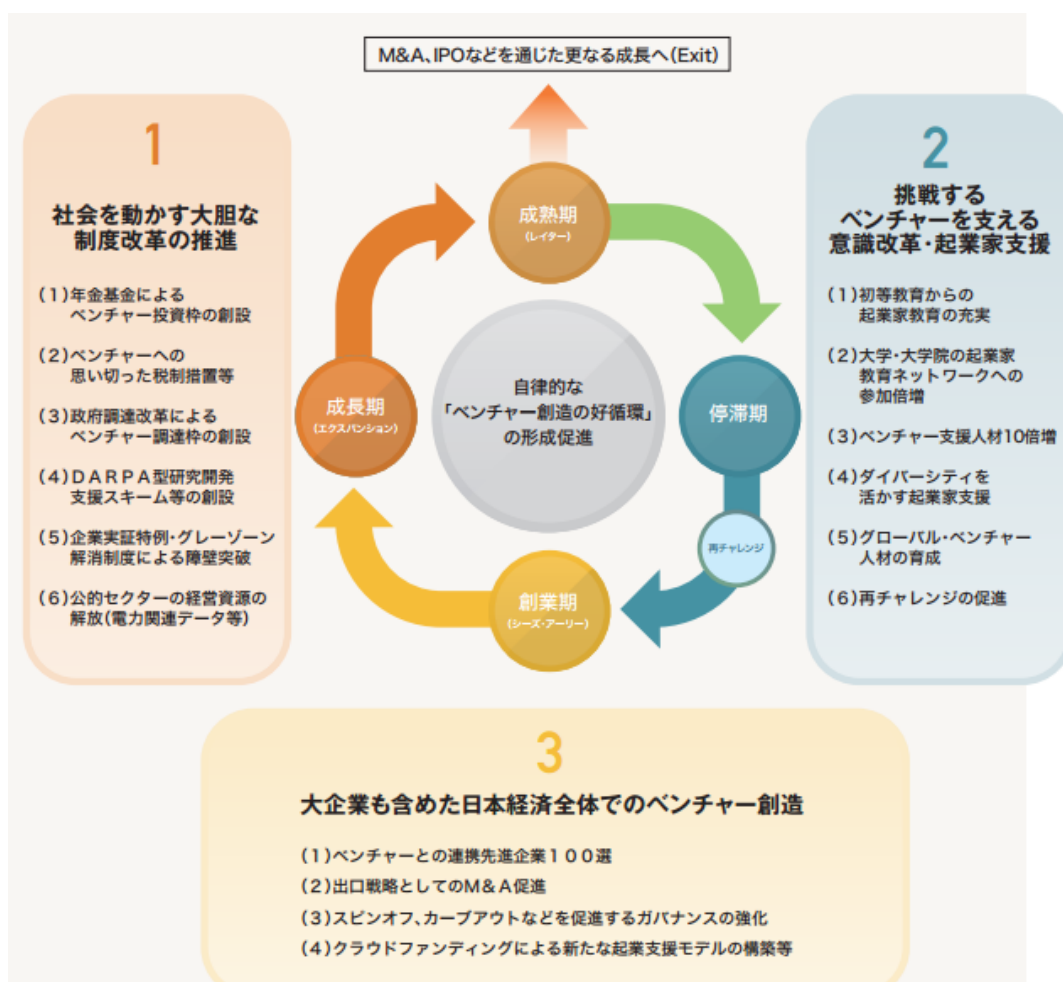 M&A、IPOなどを通じた更なる成長へ(Exit)
1
社会を動かす大胆な
制度改革の推進
(1)年金基金による
ベンチャー投資枠の創設
(2)ベンチャーへの
思い切った税制措置等
(3)政府調達改革による
ベンチャー調達枠の創設
(4)DARPA型研究開発
支援スキーム等の創設
(5)企業実証特例・グレーゾーン
解消制度による障壁突破
(6)公的セクターの経営資源の
解放(電力関連データ等)
成熟期
(レイター)
成長期
(エクスパンション)
自律的な
「ベンチャー創造の好循環」
の形成促進
停滞期
再チャレンジ
創業期
(シーズ・アーリー)
2
挑戦する
ベンチャーを支える
意識改革・起業家支援
(1)初等教育からの
起業家教育の充実
(2)大学・大学院の起業家
教育ネットワークへの
参加倍増
(3)ベンチャー支援人材10倍増
(4)ダイバーシティを
活かす起業家支援
(5)グローバル・ベンチャー
人材の育成
(6)再チャレンジの促進
3
大企業も含めた日本経済全体でのベンチャー創造
(1)ベンチャーとの連携先進企業100選
(2)出口戦略としてのM&A促進
(3)スピンオフ、カーブアウトなどを促進するガバナンスの強化
(4)クラウドファンディングによる新たな起業支援モデルの構築等